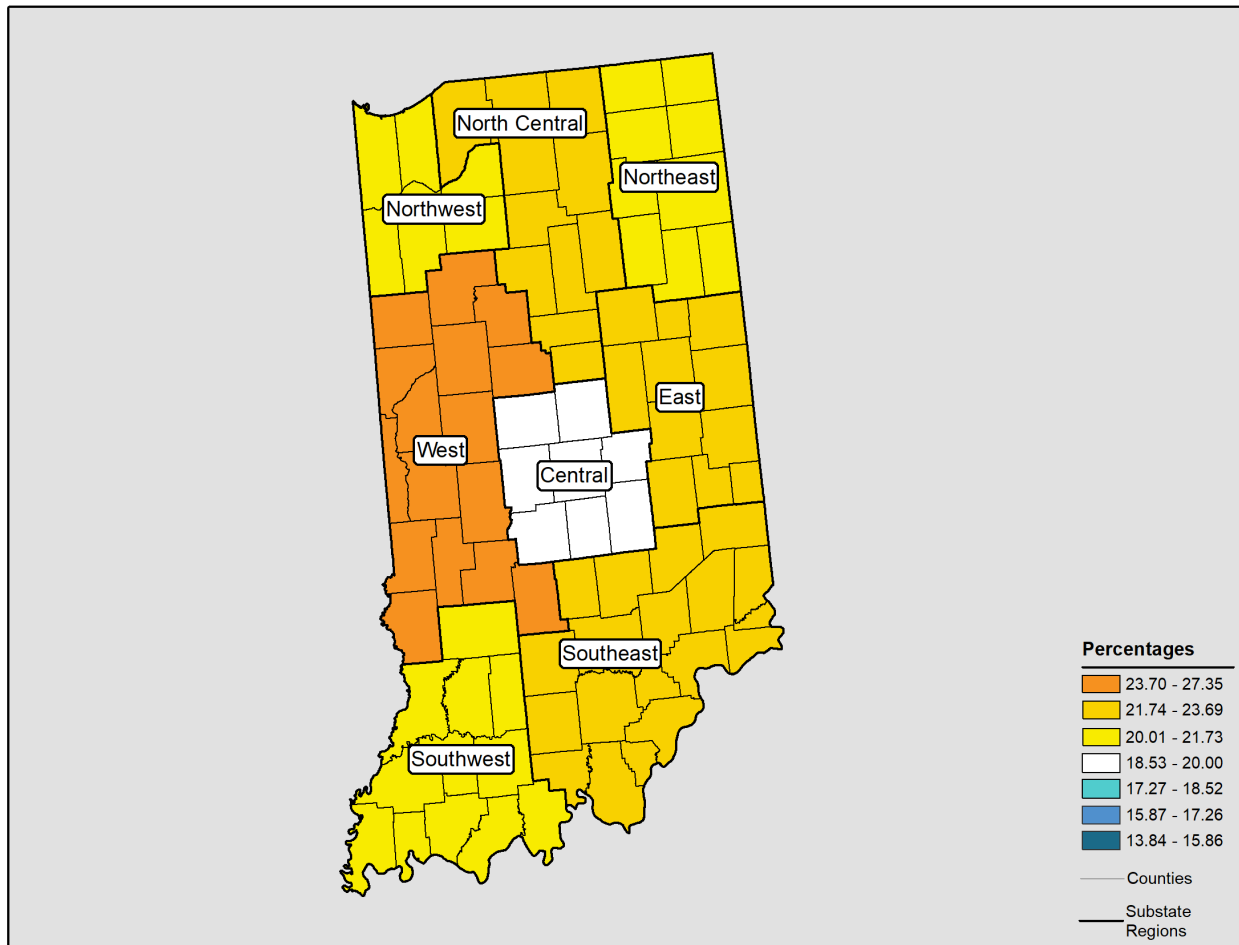 North Central
Northeast
Northwest
East
West
Central
Southeast
Southwest
Percentages
23.70 - 27.35
21.74 - 23.69
20.01 - 21.73
18.53 - 20.00
17.27 - 18.52
15.87 - 17.26
13.84 - 15.86
Counties
Substate
Regions